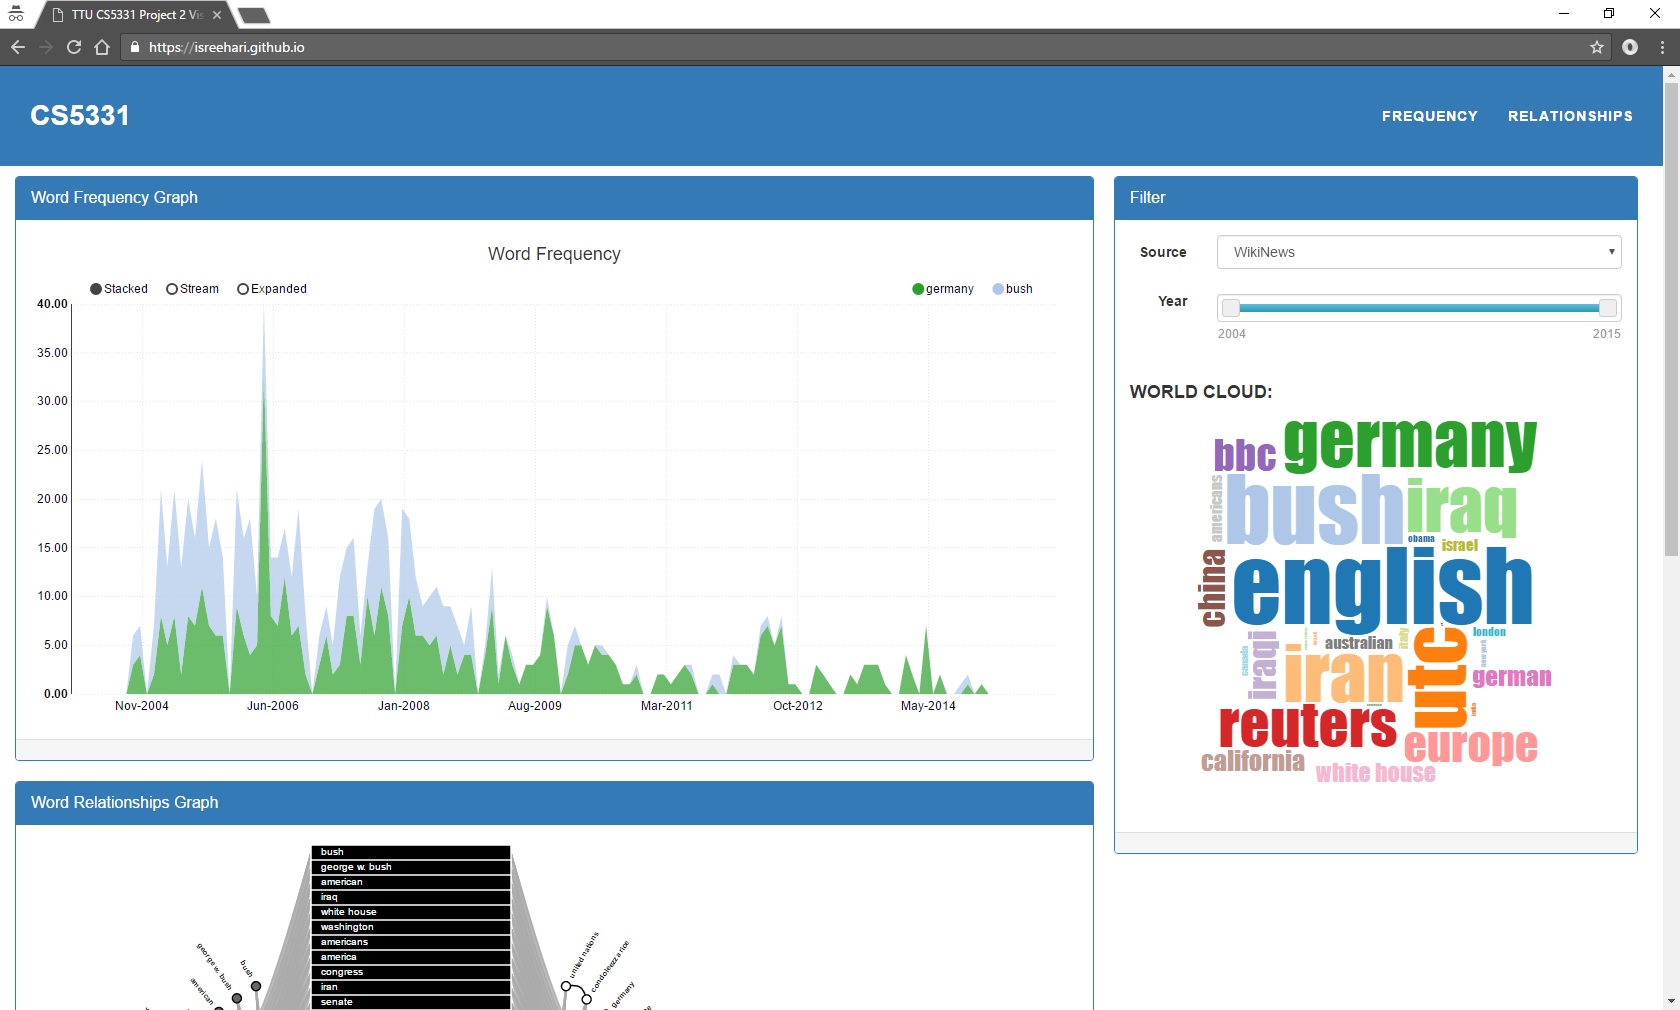 TTU CS5331 Project 2 Vis
https://isreehari.github.io
CS5331
FREQUENCY RELATIONSHIPS
Word Frequency Graph
Word Frequency
Stacked Stream Expanded germany bush
40.00
35.00
30.00
25.00
20.00
15.00
10.00
5.00
0.00
Nov-2004 Jun-2006 Jan-2008 Aug-2009 Mar-2011 Oct-2012 May-2014
Filter
Source WikiNews
Year
2004 2015
WORLD CLOUD:
germany
bbc
americans
bush
iraq
obama
israel
china
english
iraqi
canada
australian
italy
london
iran
utc
new york
german
india
reuters
europe
california
white house
Word Relationships Graph
bush
george w. bush
american
iraq
white house
washington
americans
america
congress
iran
senate
george w. bush
bush
american
united nations
condoleezza rice
germany